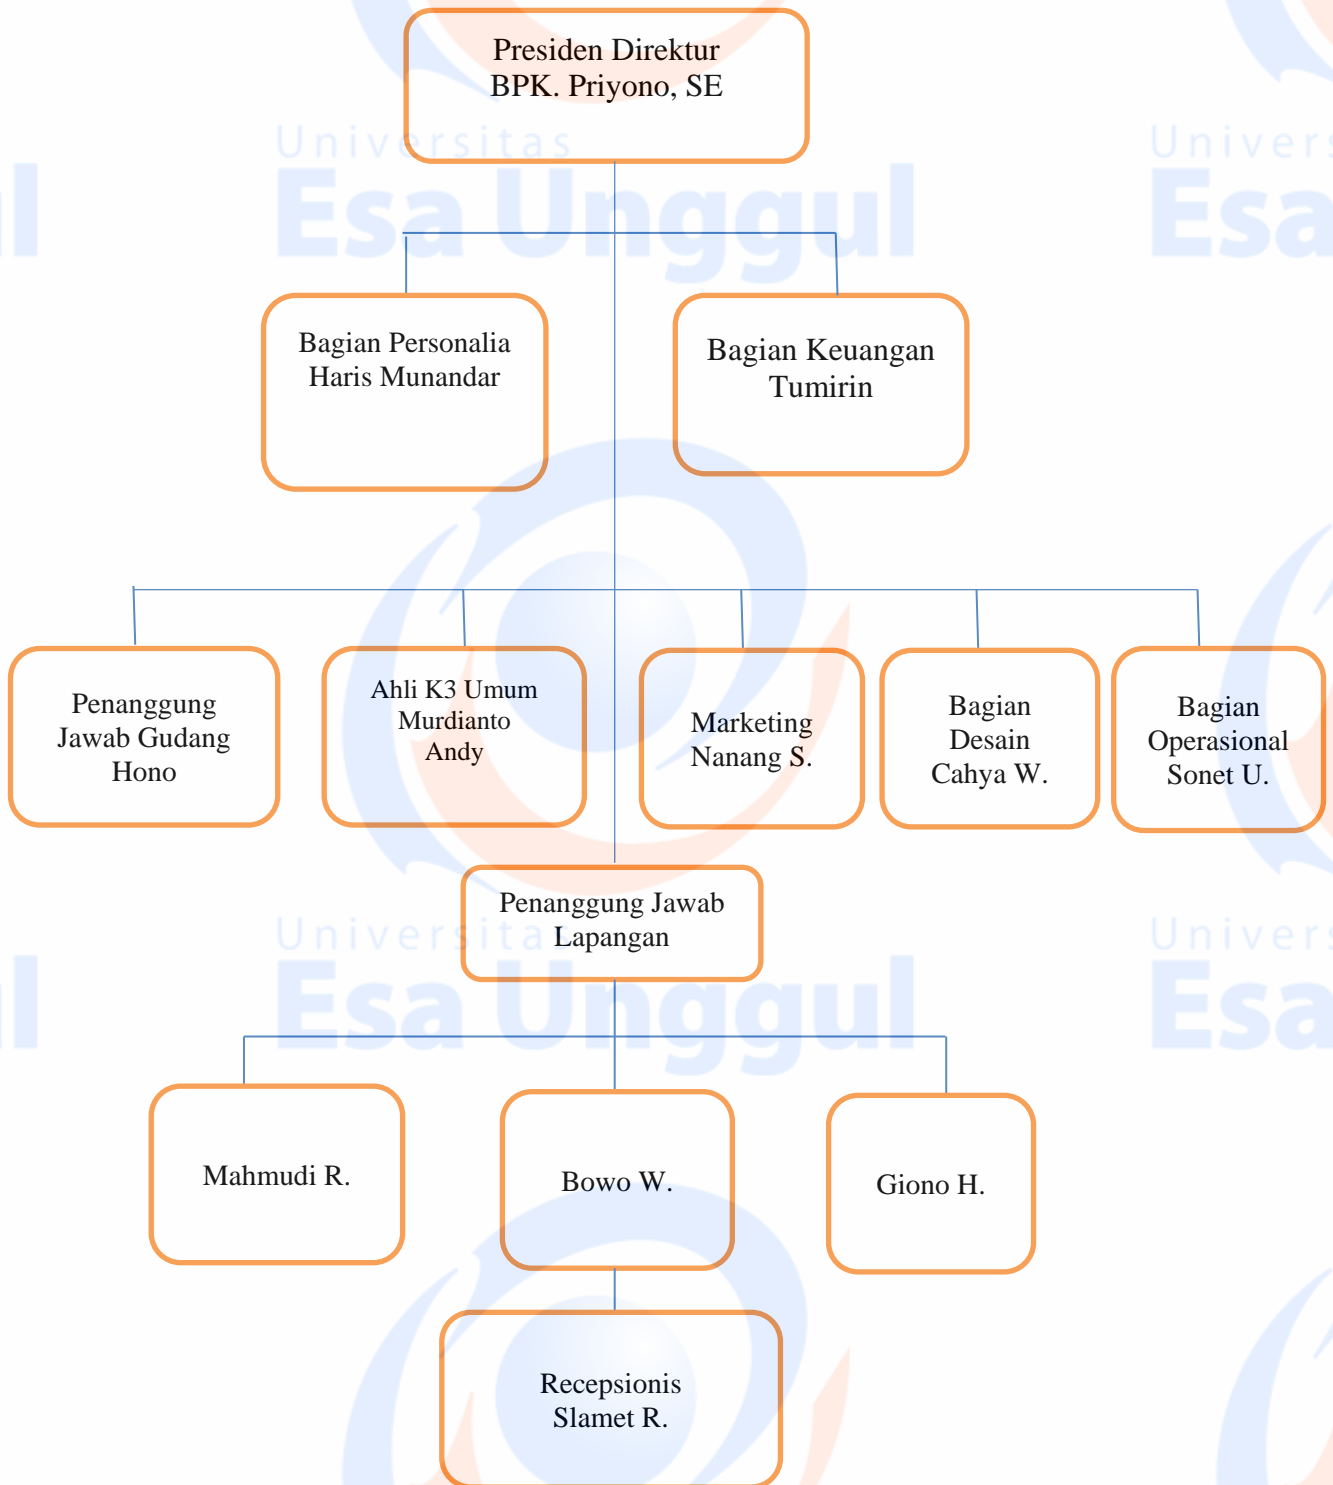 Presiden Direktur
BPK. Priyono, SE
Universitas
Esa Unggul
Bagian Personalia
Haris Munandar
Bagian Keuangan
Tumirin
Penanggung
Jawab Gudang
Hono
Ahli K3 Umum
Murdianto
Andy
Marketing
Nanang S.
Bagian
Desain
Cahya W.
Bagian
Operasional
Sonet U.
Penanggung Jawab
Lapangan
Universitas
Esa Unggul
Mahmudi R.
Bowo W.
Giono H.
Recepsionis
Slamet R.